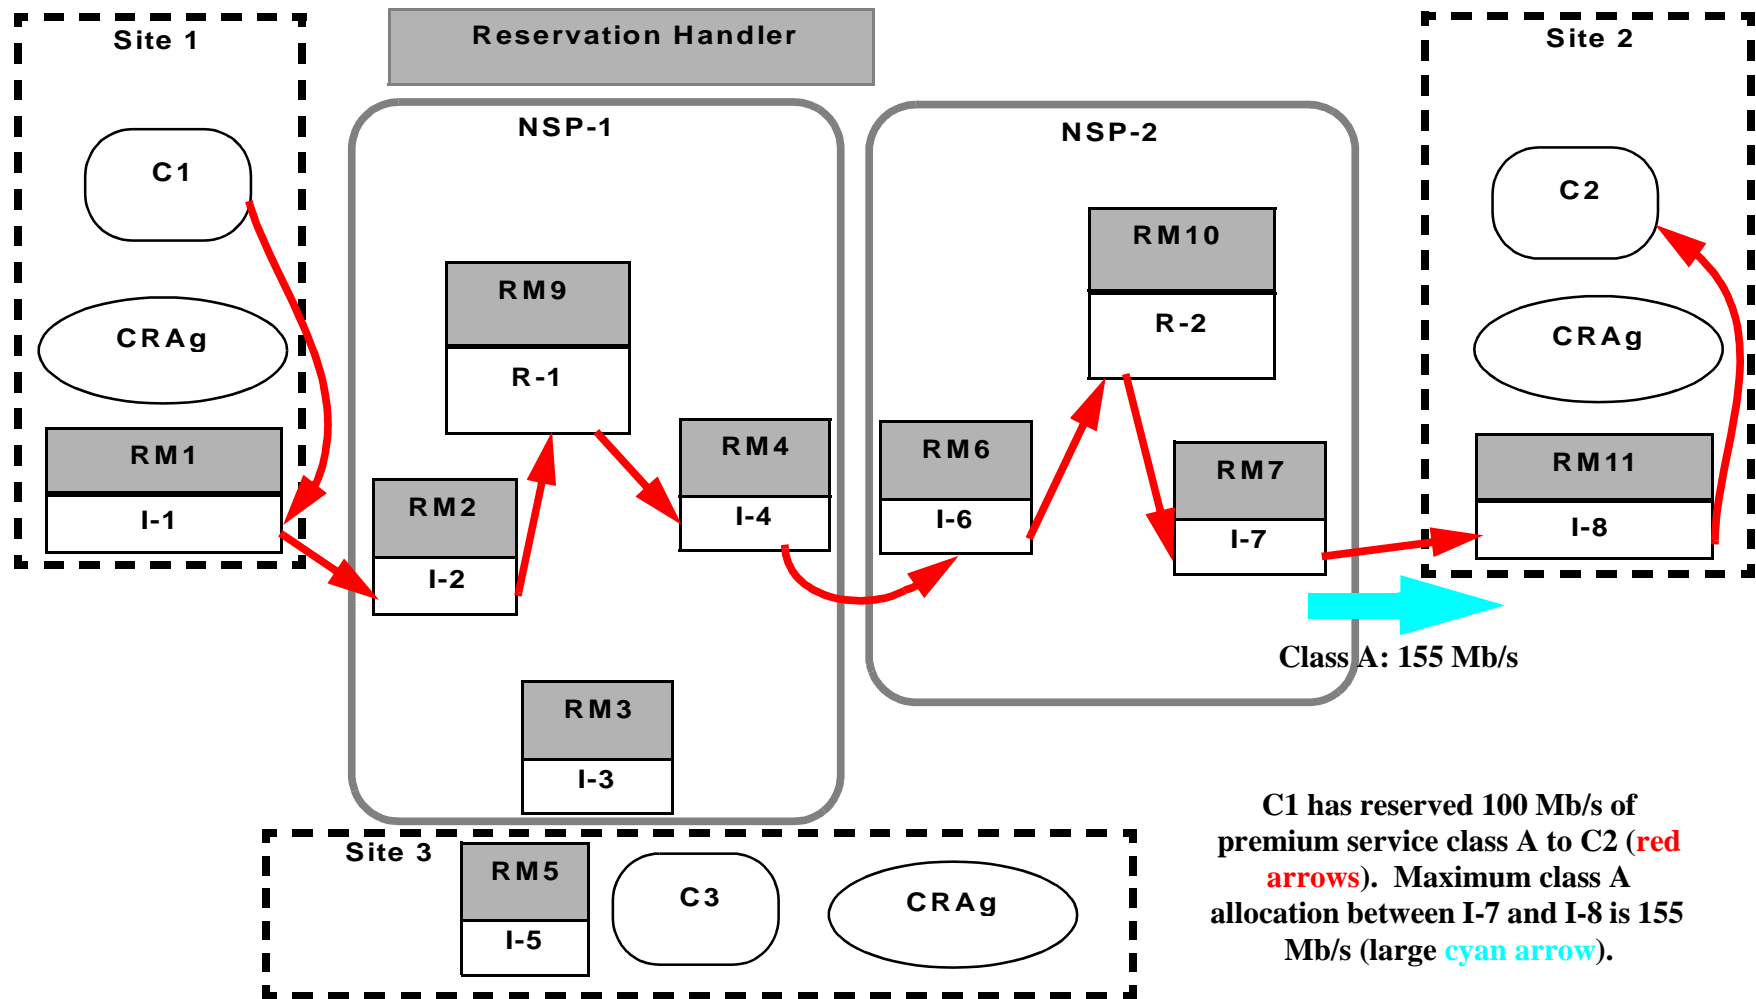 Site 1
Reservation Handler
Site 2
NSP-1
NSP-2
C1
C2
RM10
RM9
R-2
CRAg
CRAg
R-1
RM1
RM4
RM6
RM7
RM11
I-1
RM2
I-4
I-6
I-7
I-8
I-2
Class A: 155 Mb/s
RM3
I-3
Site 3
RM5
C3
CRAg
I-5
C1 has reserved 100 Mb/s of
premium service class A to C2 (red
arrows). Maximum class A
allocation between I-7 and I-8 is 155
Mb/s (large cyan arrow).